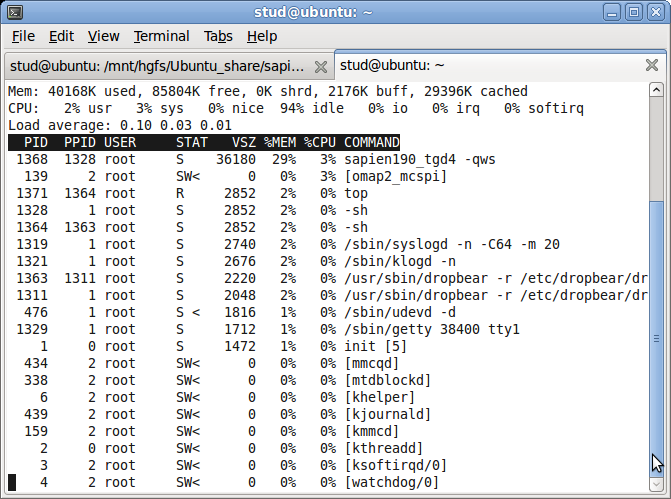 stud@ubuntu: ~
File Edit View Terminal Tabs Help
stud@ubuntu: /mnt/hgfs/Ubuntu_share/sapi... stud@ubuntu: ~
Mem: 40168K used, 85804K free, 0K shrd, 2176K buff, 29396K cached
CPU:   2% usr   3% sys   0% nice  94% idle   0% io   0% irq   0% softirq
Load average: 0.10 0.03 0.01
  PID  PPID USER     STAT   VSZ %MEM %CPU COMMAND
 1368  1328 root     S    36180  29%   3% sapien190_tgd4 -qws
  139     2 root     SW<      0   0%   3% [omap2_mcspi]
 1371  1364 root     R     2852   2%   0% top
 1328     1 root     S     2852   2%   0% -sh
 1364  1363 root     S     2852   2%   0% -sh
 1319     1 root     S     2740   2%   0% /sbin/syslogd -n -C64 -m 20
 1321     1 root     S     2676   2%   0% /sbin/klogd -n
 1363  1311 root     S     2220   2%   0% /usr/sbin/dropbear -r /etc/dropbear/dr
 1311     1 root     S     2048   2%   0% /usr/sbin/dropbear -r /etc/dropbear/dr
  476     1 root     S <   1816   1%   0% /sbin/udevd -d
 1329     1 root     S     1712   1%   0% /sbin/getty 38400 tty1
    1     0 root     S     1472   1%   0% init [5]
  434     2 root     SW<      0   0%   0% [mmcqd]
  338     2 root     SW<      0   0%   0% [mtdblockd]
    6     2 root     SW<      0   0%   0% [khelper]
  439     2 root     SW<      0   0%   0% [kjournald]
  159     2 root     SW<      0   0%   0% [kmmcd]
    2     0 root     SW<      0   0%   0% [kthreadd]
    3     2 root     SW<      0   0%   0% [ksoftirqd/0]
    4     2 root     SW<      0   0%   0% [watchdog/0]